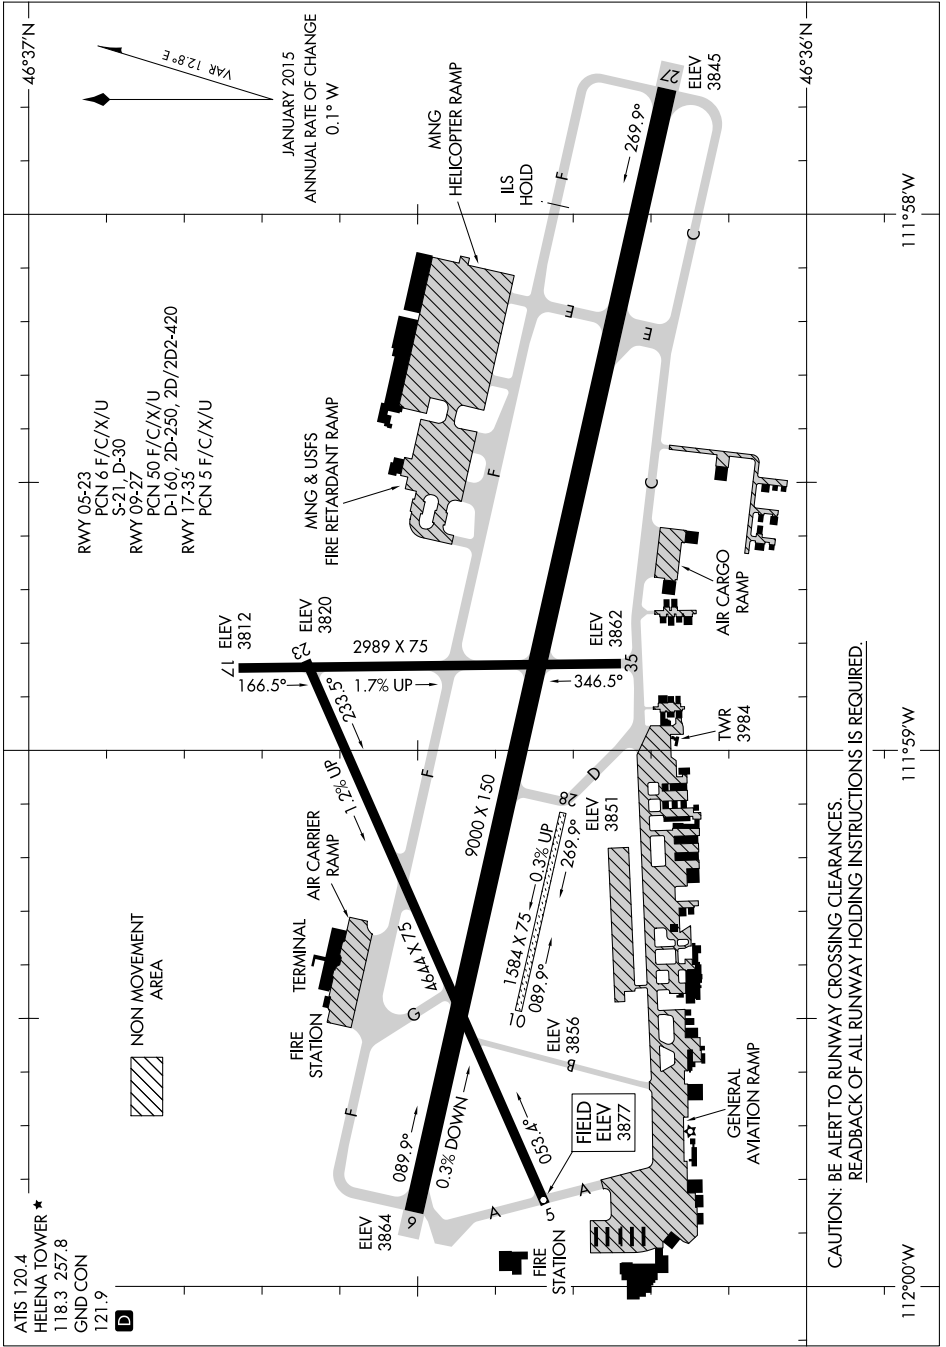 ATIS 120.4
HELENA TOWER ★
118.3 257.8
GND CON
121.9
D
NON MOVEMENT
AREA
RWY 05-23
PCN 6 F/C/X/U
S-21, D-30
RWY 09-27
PCN 50 F/C/X/U
D-160, 2D-250, 2D/2D2-420
RWY 17-35
PCN 5 F/C/X/U
46°37'N
VAR 12.8° E
JANUARY 2015
ANNUAL RATE OF CHANGE
0.1° W
MNG
HELICOPTER RAMP
ILS
HOLD
MNG & USFS
FIRE RETARDANT RAMP
17
ELEV
3812
23
ELEV
3820
166.5°
2989 X 75
1.7% UP
346.5°
35
ELEV
3862
233.5°
1.2% UP
4644 X 75
053.4°
5
FIELD
ELEV
3877
AIR CARRIER
RAMP
TERMINAL
FIRE
STATION
9
ELEV
3864
089.9°
0.3% DOWN
9000 X 150
269.9°
27
ELEV
3845
10
ELEV
3856
1584 X 75
089.9°
0.3% UP
269.9°
28
ELEV
3851
F
F
F
F
G
A
A
B
D
C
C
E
E
FIRE
STATION
GENERAL
AVIATION RAMP
TWR
3984
AIR CARGO
RAMP
46°36'N
112°00'W
111°59'W
111°58'W
CAUTION: BE ALERT TO RUNWAY CROSSING CLEARANCES.
READBACK OF ALL RUNWAY HOLDING INSTRUCTIONS IS REQUIRED.